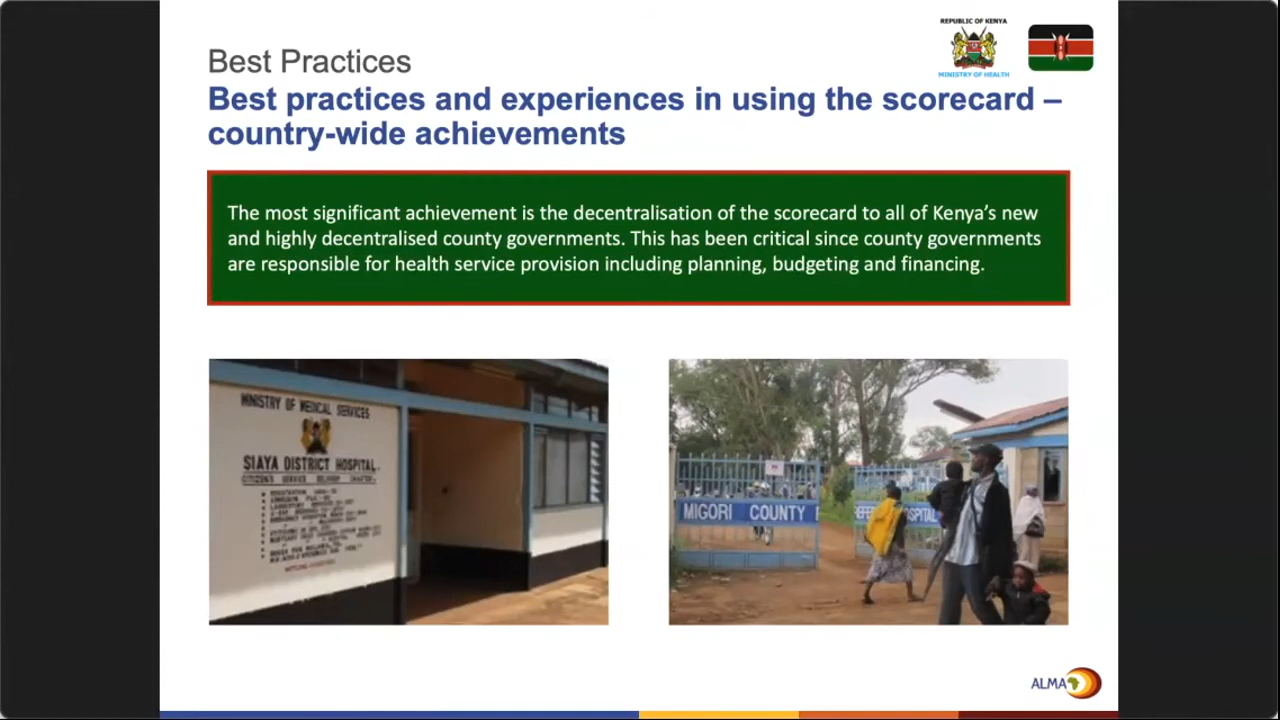 REPUBLIC OF KENYA
MINISTRY OF HEALTH
Best Practices
Best practices and experiences in using the scorecard –
country-wide achievements
The most significant achievement is the decentralisation of the scorecard to all of Kenya’s new
and highly decentralised county governments. This has been critical since county governments
are responsible for health service provision including planning, budgeting and financing.
MINISTRY OF MEDICAL SERVICES
SIAYA DISTRICT HOSPITAL.
MIGORI COUNTY
ALMA